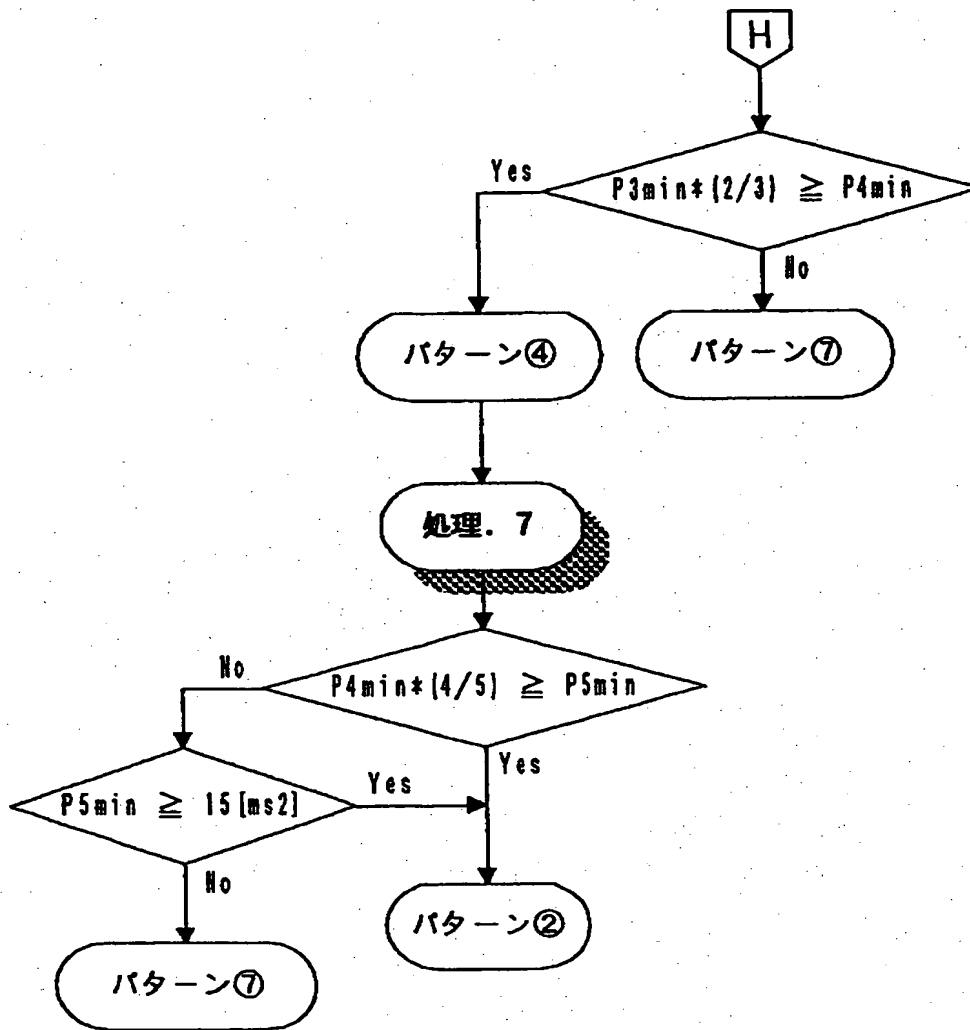 H
Yes
P3min*(2/3) ≧ P4min
No
パターン④
パターン⑦
処理. 7
No
P4min*(4/5) ≧ P5min
Yes
Yes
P5min ≧ 15[ms2]
No
パターン②
パターン⑦